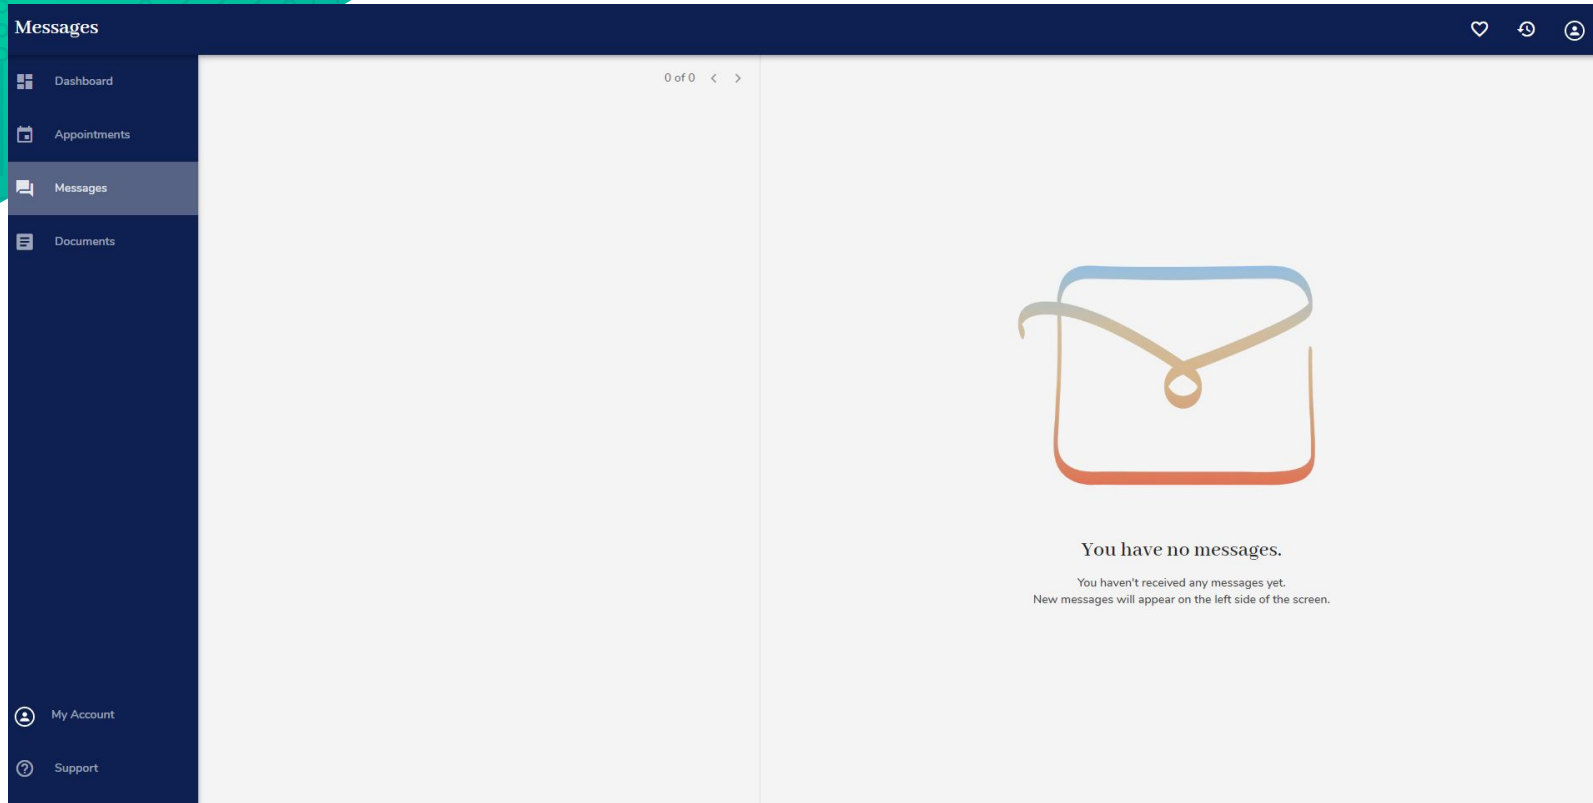 Messages
Dashboard
Appointments
Messages
Documents
My Account
Support
0 of 0
You have no messages.
You haven't received any messages yet.
New messages will appear on the left side of the screen.